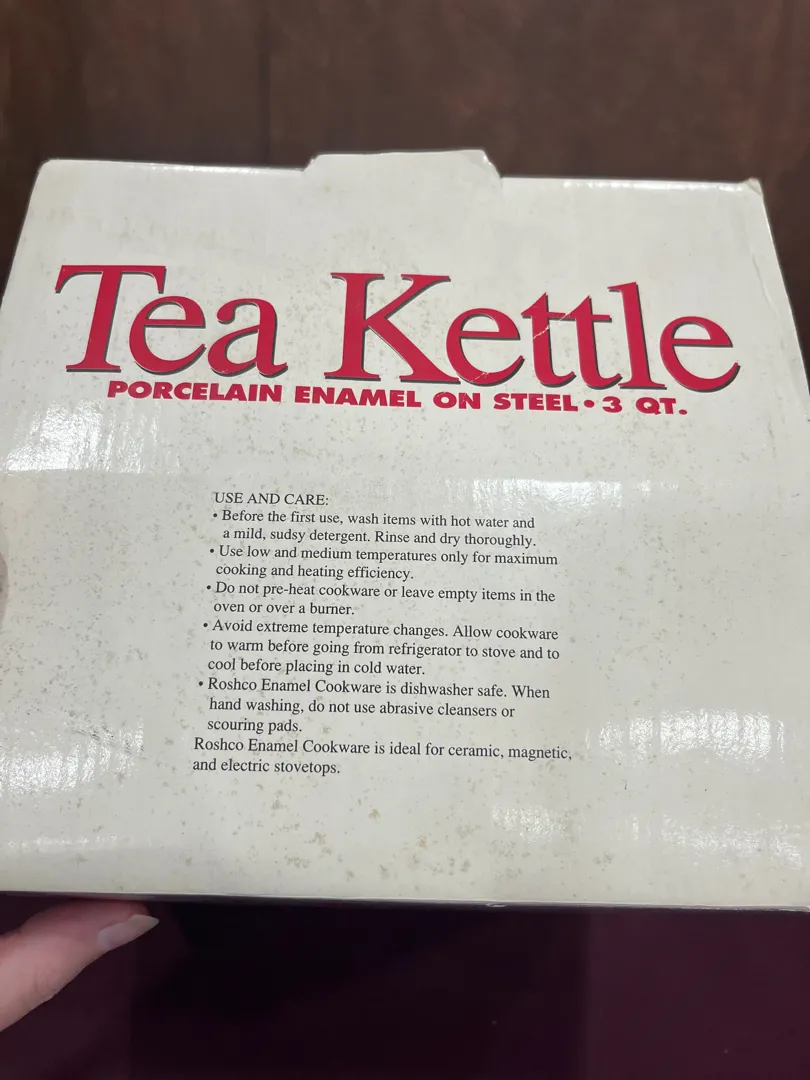 Tea Kettle
PORCELAIN ENAMEL ON STEEL • 3 QT.
USE AND CARE:
• Before the first use, wash items with hot water and
a mild, sudsy detergent. Rinse and dry thoroughly.
• Use low and medium temperatures only for maximum
cooking and heating efficiency.
• Do not pre-heat cookware or leave empty items in the
oven or over a burner.
• Avoid extreme temperature changes. Allow cookware
to warm before going from refrigerator to stove and to
cool before placing in cold water.
• Roshco Enamel Cookware is dishwasher safe. When
hand washing, do not use abrasive cleansers or
scouring pads.
Roshco Enamel Cookware is ideal for ceramic, magnetic,
and electric stovetops.